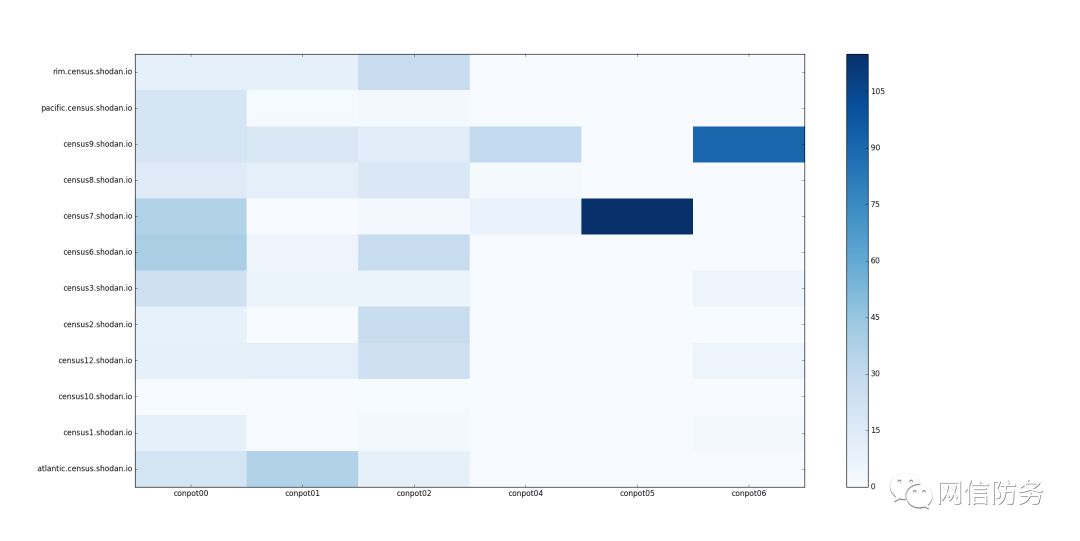 rim.census.shodan.io
pacific.census.shodan.io
census9.shodan.io
census8.shodan.io
census7.shodan.io
census6.shodan.io
census3.shodan.io
census2.shodan.io
census12.shodan.io
census10.shodan.io
census1.shodan.io
atlantic.census.shodan.io
conpot00 conpot01 conpot02 conpot04 conpot05 conpot06
105
90
75
60
45
30
15
0
网信防务